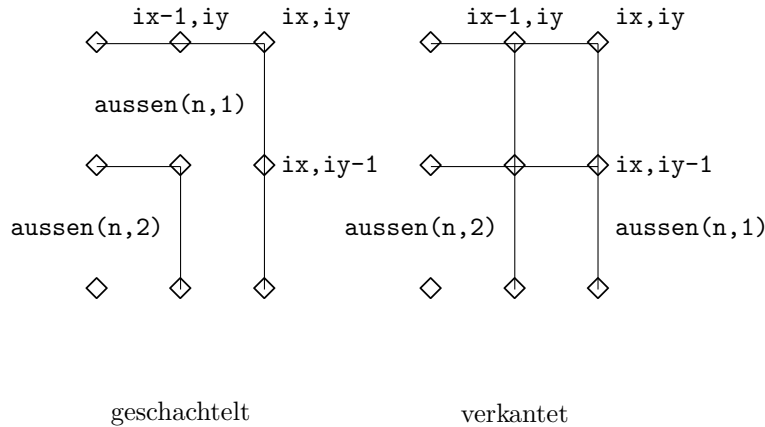 ix-1,iy ix,iy
aussen(n,1)
ix,iy-1
aussen(n,2)
geschachtelt
ix-1,iy ix,iy
ix,iy-1
aussen(n,2) aussen(n,1)
verkantet